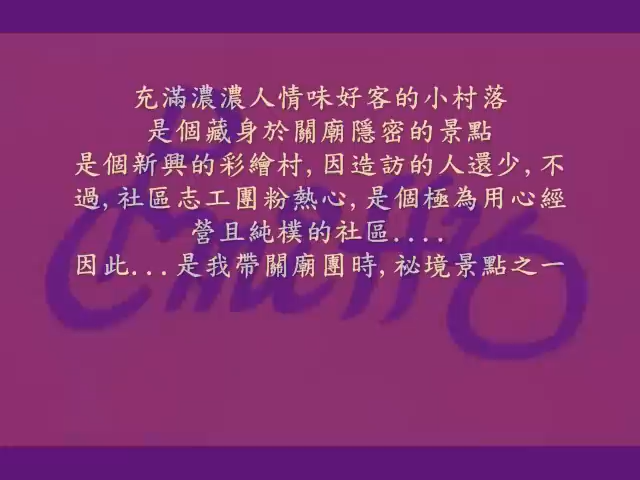 充滿濃濃人情味好客的小村落
是個藏身於關廟隱密的景點
是個新興的彩繪村,因造訪的人還少,不
過,社區志工團粉熱心,是個極為用心經
營且純樸的社區....
因此...是我帶關廟團時,祕境景點之一